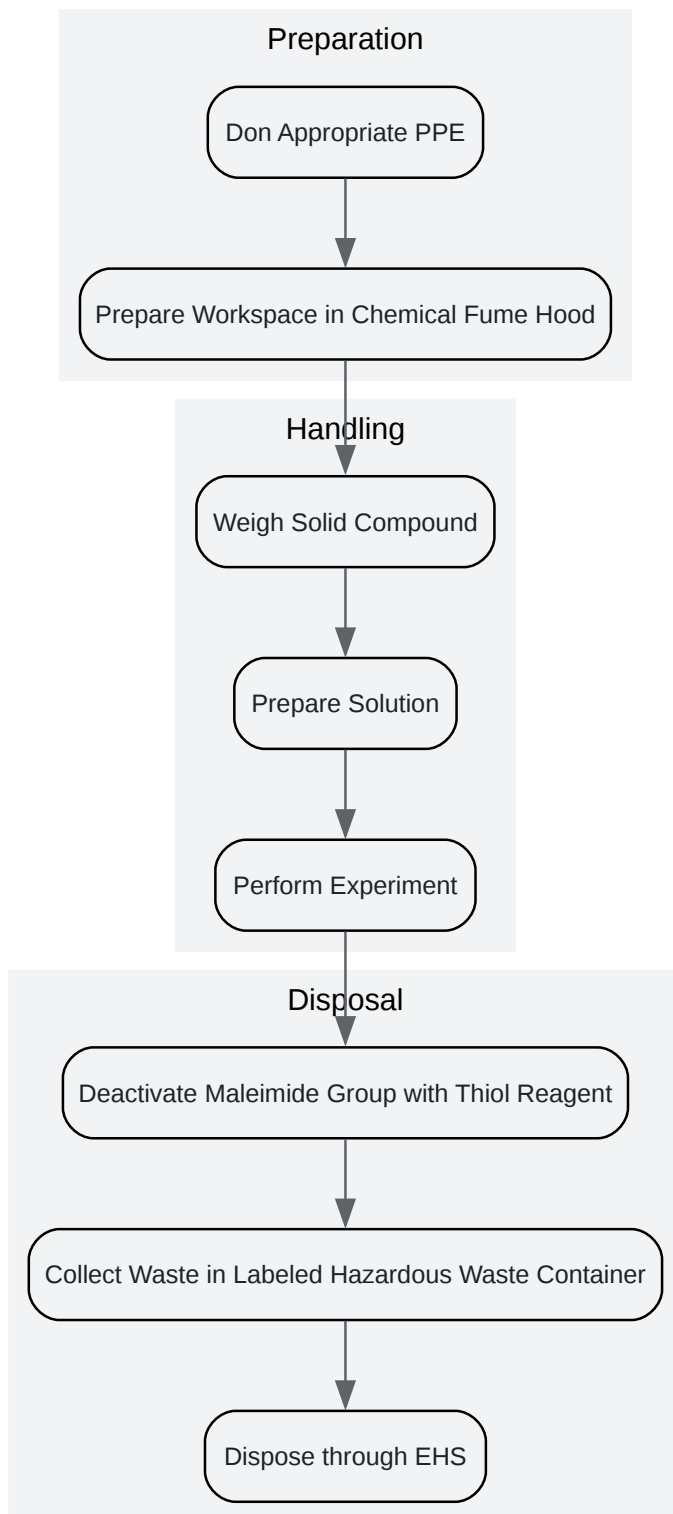 Preparation
Don Appropriate PPE
Prepare Workspace in Chemical Fume Hood
Handling
Weigh Solid Compound
Prepare Solution
Perform Experiment
Disposal
Deactivate Maleimide Group with Thiol Reagent
Collect Waste in Labeled Hazardous Waste Container
Dispose through EHS